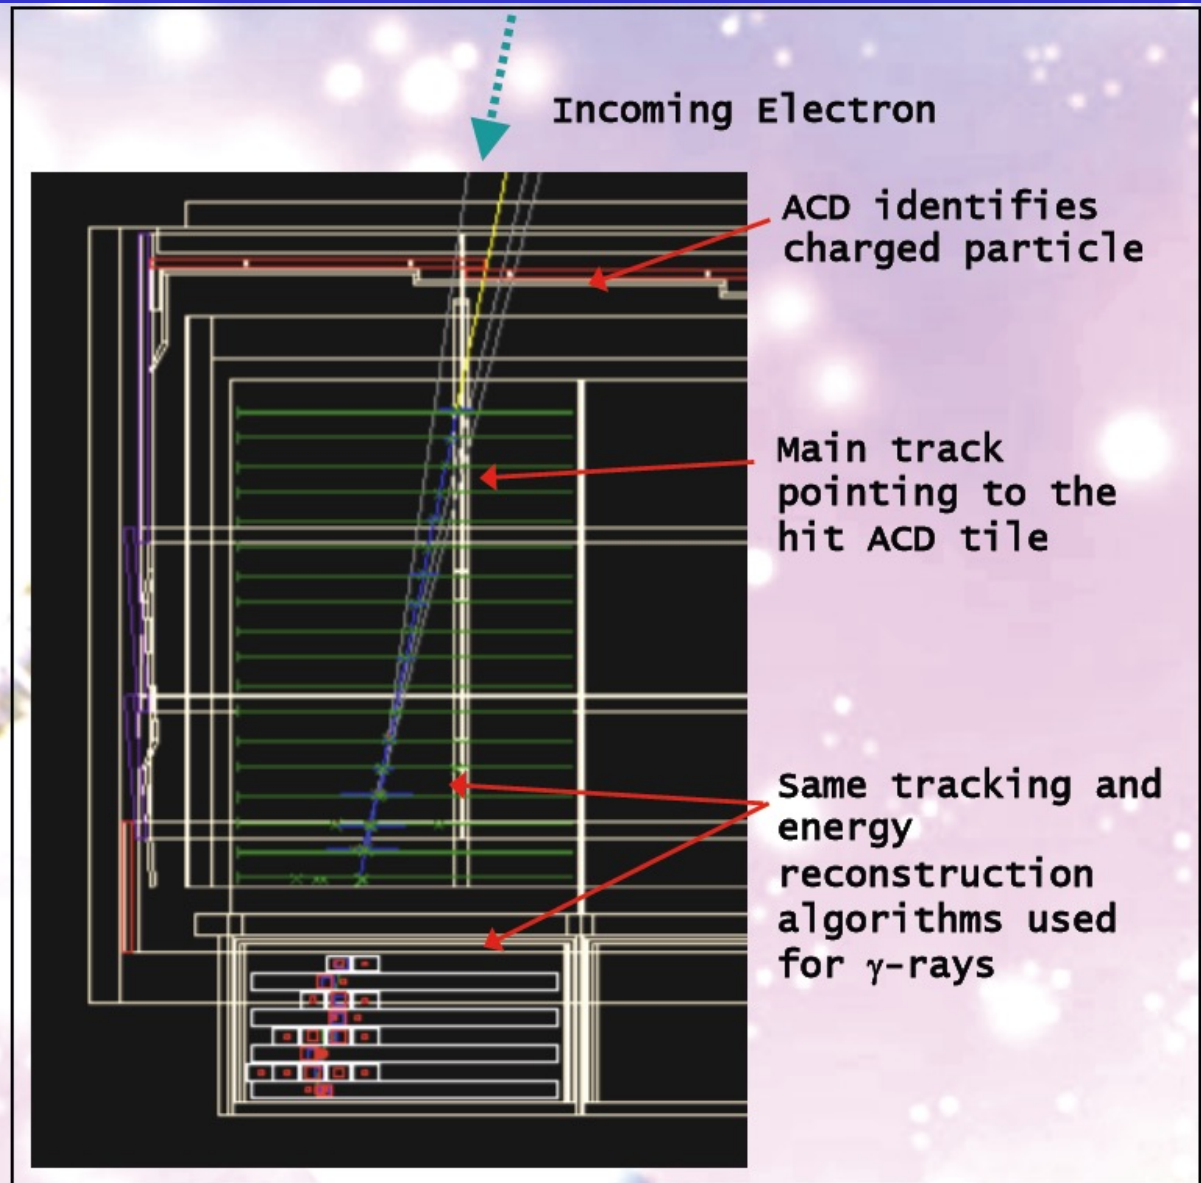 Incoming Electron
ACD identifies
charged particle
Main track
pointing to the
hit ACD tile
Same tracking and
energy
reconstruction
algorithms used
for γ-rays